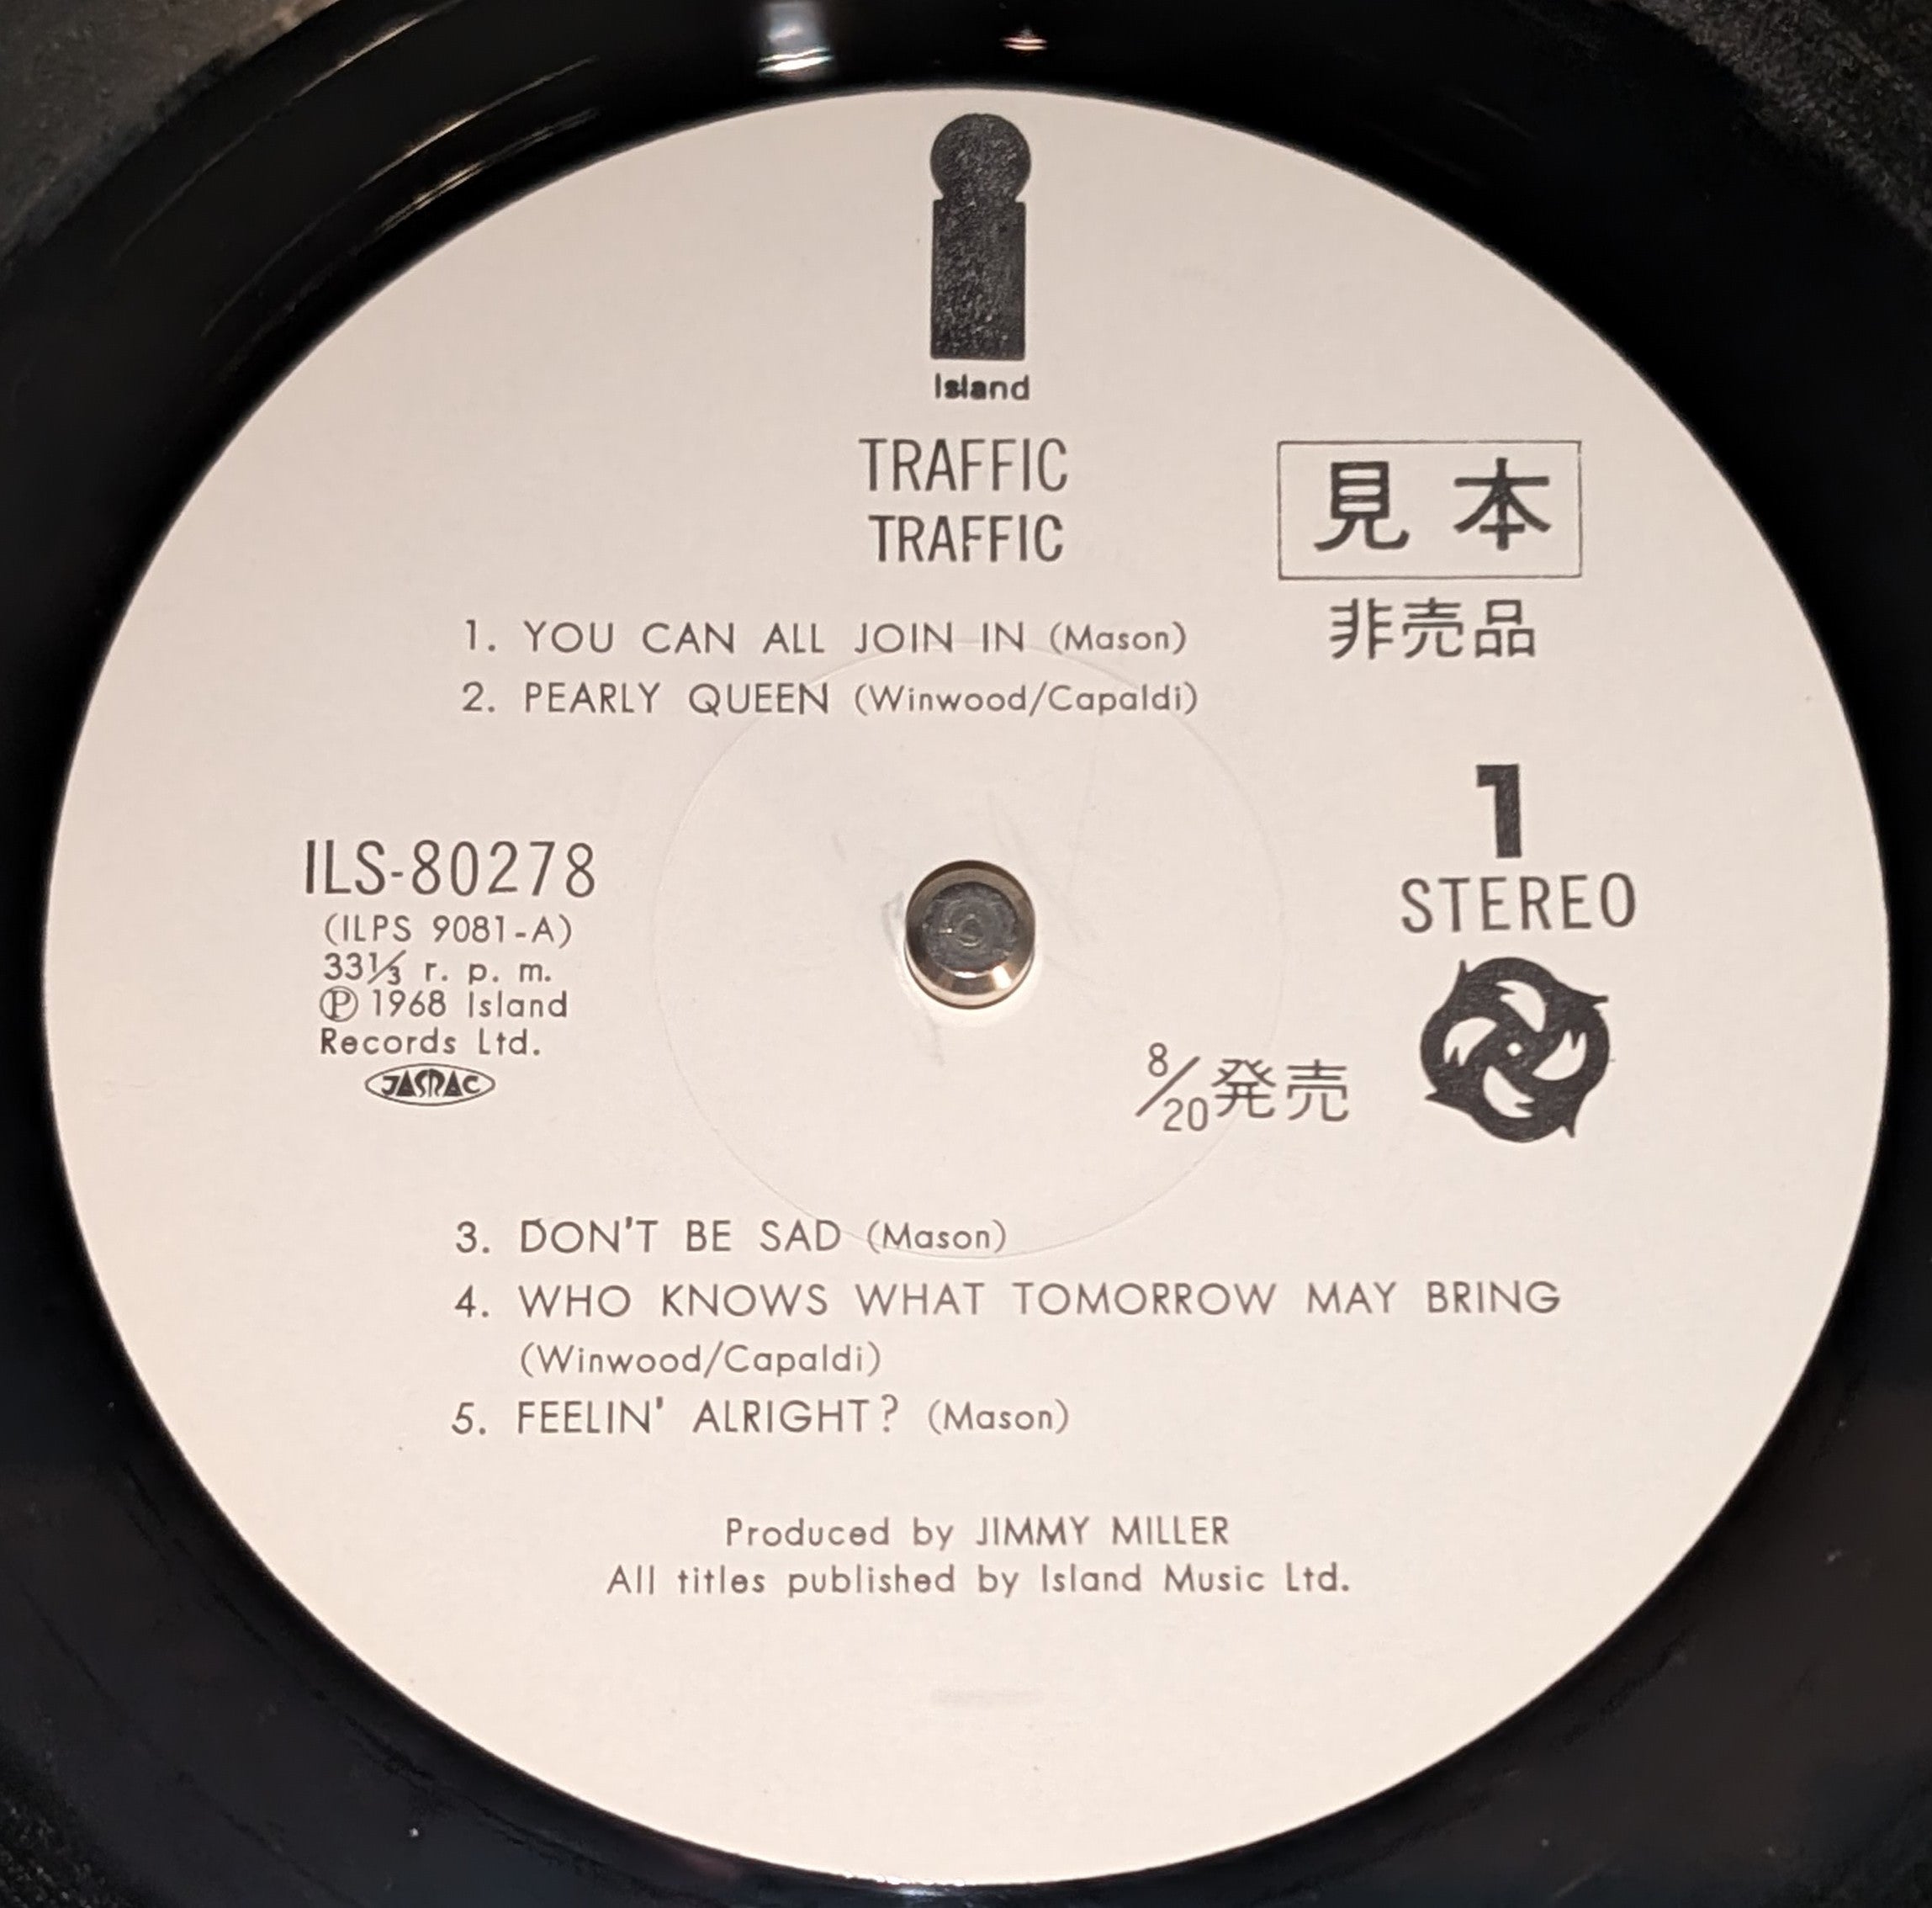 Island
TRAFFIC
TRAFFIC
見本
非売品
1. YOU CAN ALL JOIN IN (Mason)
2. PEARLY QUEEN (Winwood/Capaldi)
1
STEREO
ILS-80278
(ILPS 9081-A)
33⅓ r. p. m.
Ⓟ 1968 Island
Records Ltd.
JASRAC
8/20発売
3. DON'T BE SAD (Mason)
4. WHO KNOWS WHAT TOMORROW MAY BRING
(Winwood/Capaldi)
5. FEELIN' ALRIGHT? (Mason)
Produced by JIMMY MILLER
All titles published by Island Music Ltd.